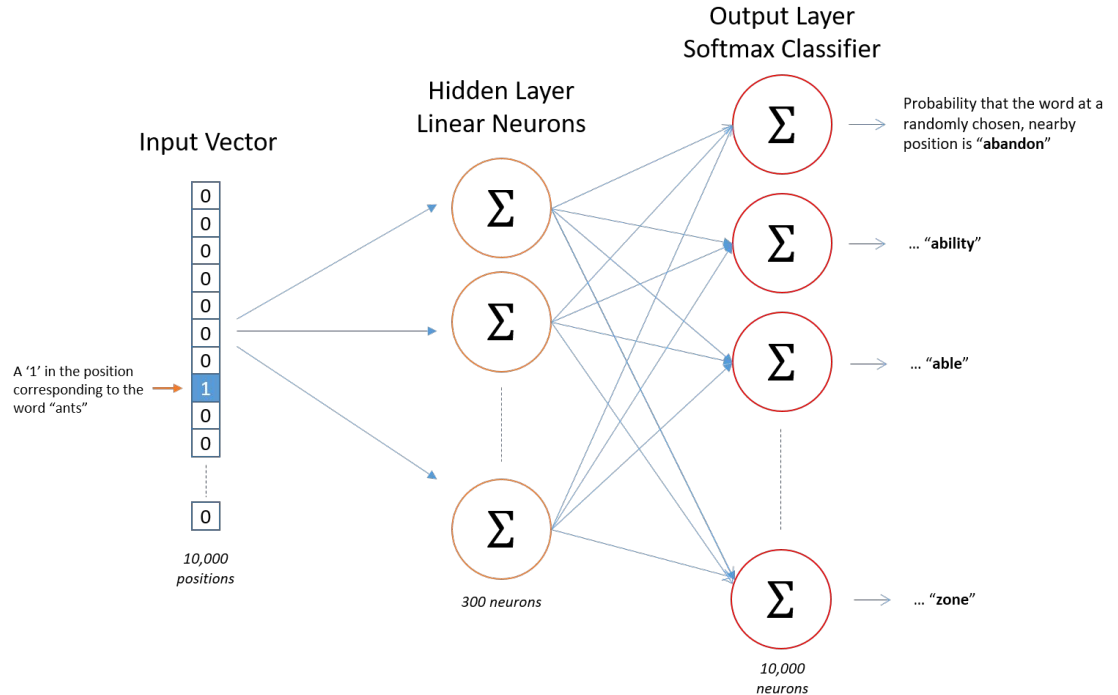 Output Layer
Softmax Classifier
Hidden Layer
Linear Neurons
Input Vector
0
0
0
0
0
0
0
1
0
0
0
A ‘1’ in the position
corresponding to the
word “ants”
10,000
positions
Σ
Σ
Σ
300 neurons
Σ
Σ
Σ
Σ
10,000
neurons
Probability that the word at a
randomly chosen, nearby
position is “abandon”
... “ability”
... “able”
... “zone”